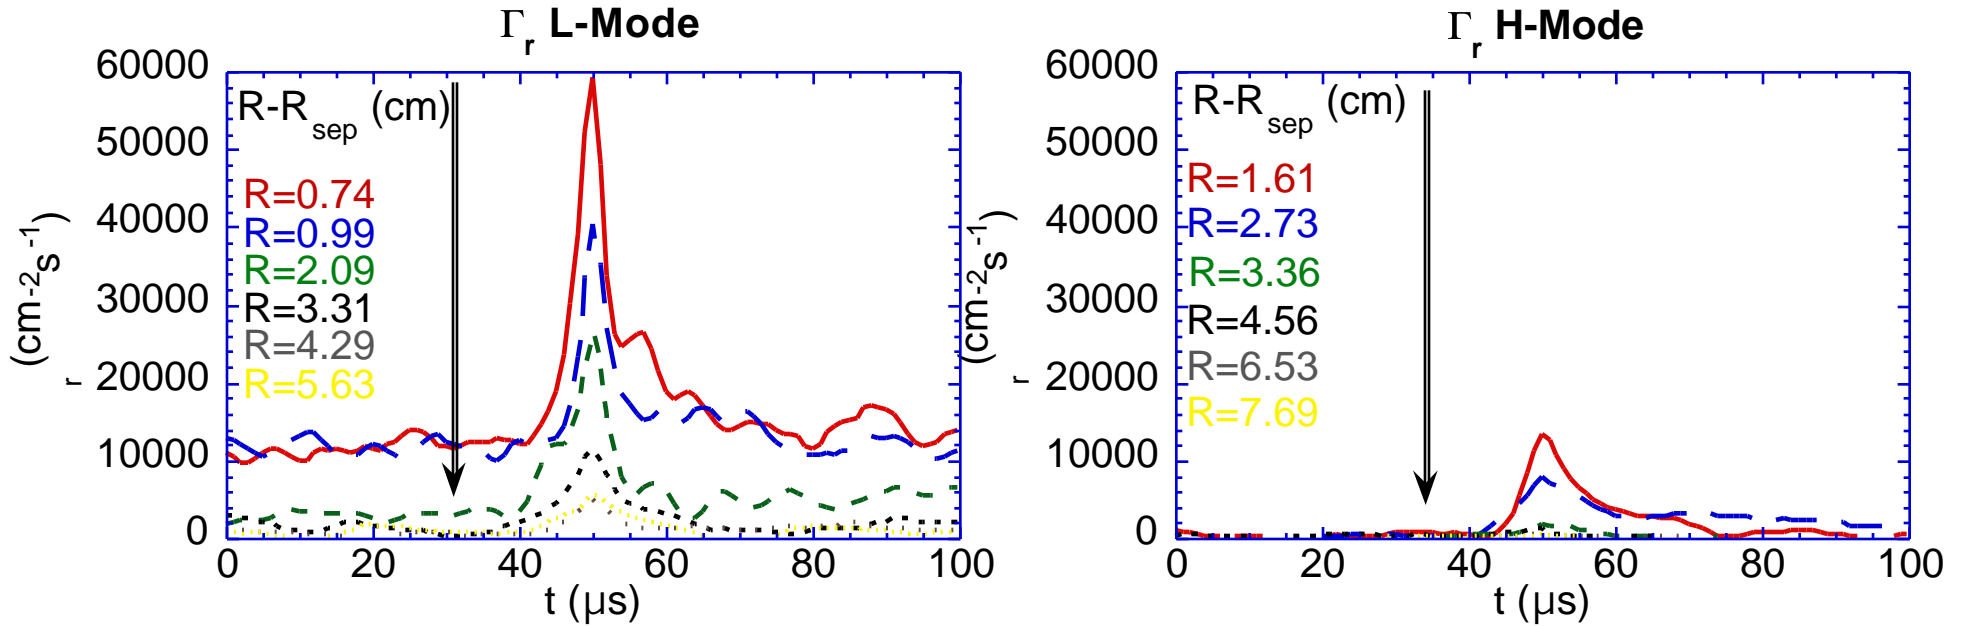 Γr L-Mode
60000
50000
40000
30000
20000
10000
0
r (cm-2s-1)
R-Rsep (cm)
R=0.74
R=0.99
R=2.09
R=3.31
R=4.29
R=5.63
0 20 40 60 80 100
t (µs)
Γr H-Mode
60000
50000
40000
30000
20000
10000
0
r (cm-2s-1)
R-Rsep (cm)
R=1.61
R=2.73
R=3.36
R=4.56
R=6.53
R=7.69
0 20 40 60 80 100
t (µs)